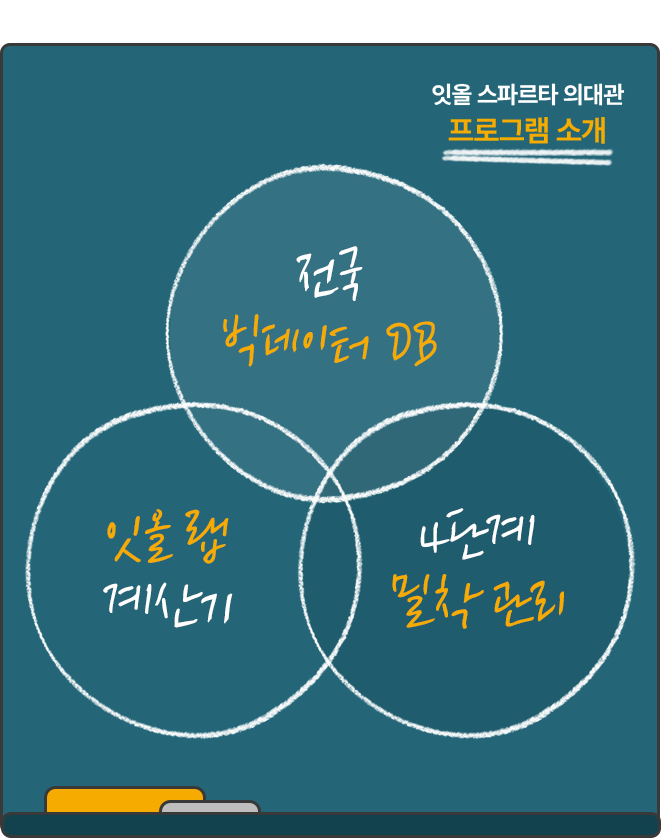 잇올 스파르타 의대관
프로그램 소개
전국
빅데이터 DB
잇올 랩
계산기
4단계
밀착 관리